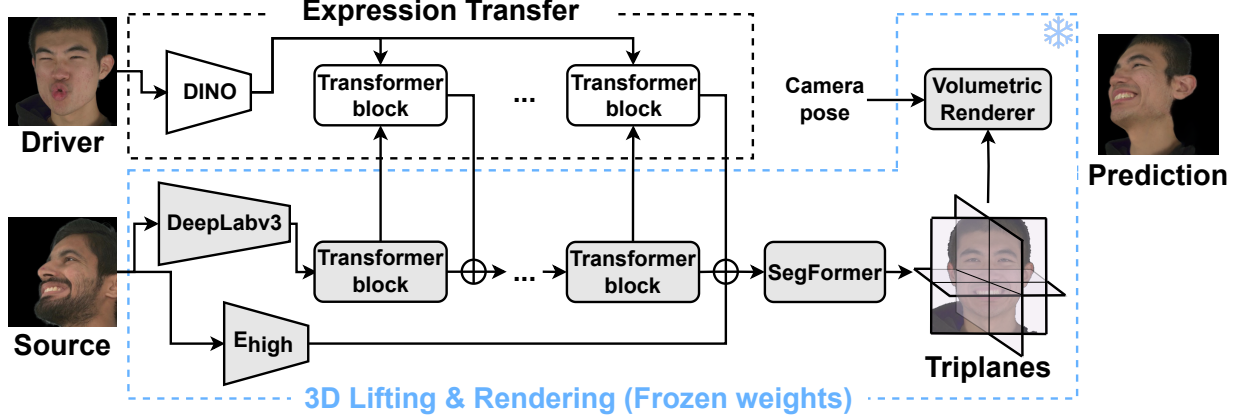 Expression Transfer
DINO
Transformer
block
...
Transformer
block
Driver
Camera
pose
Volumetric
Renderer
Prediction
DeepLabv3
Transformer
block
...
Transformer
block
SegFormer
Source
Ehigh
Triplanes
3D Lifting & Rendering (Frozen weights)